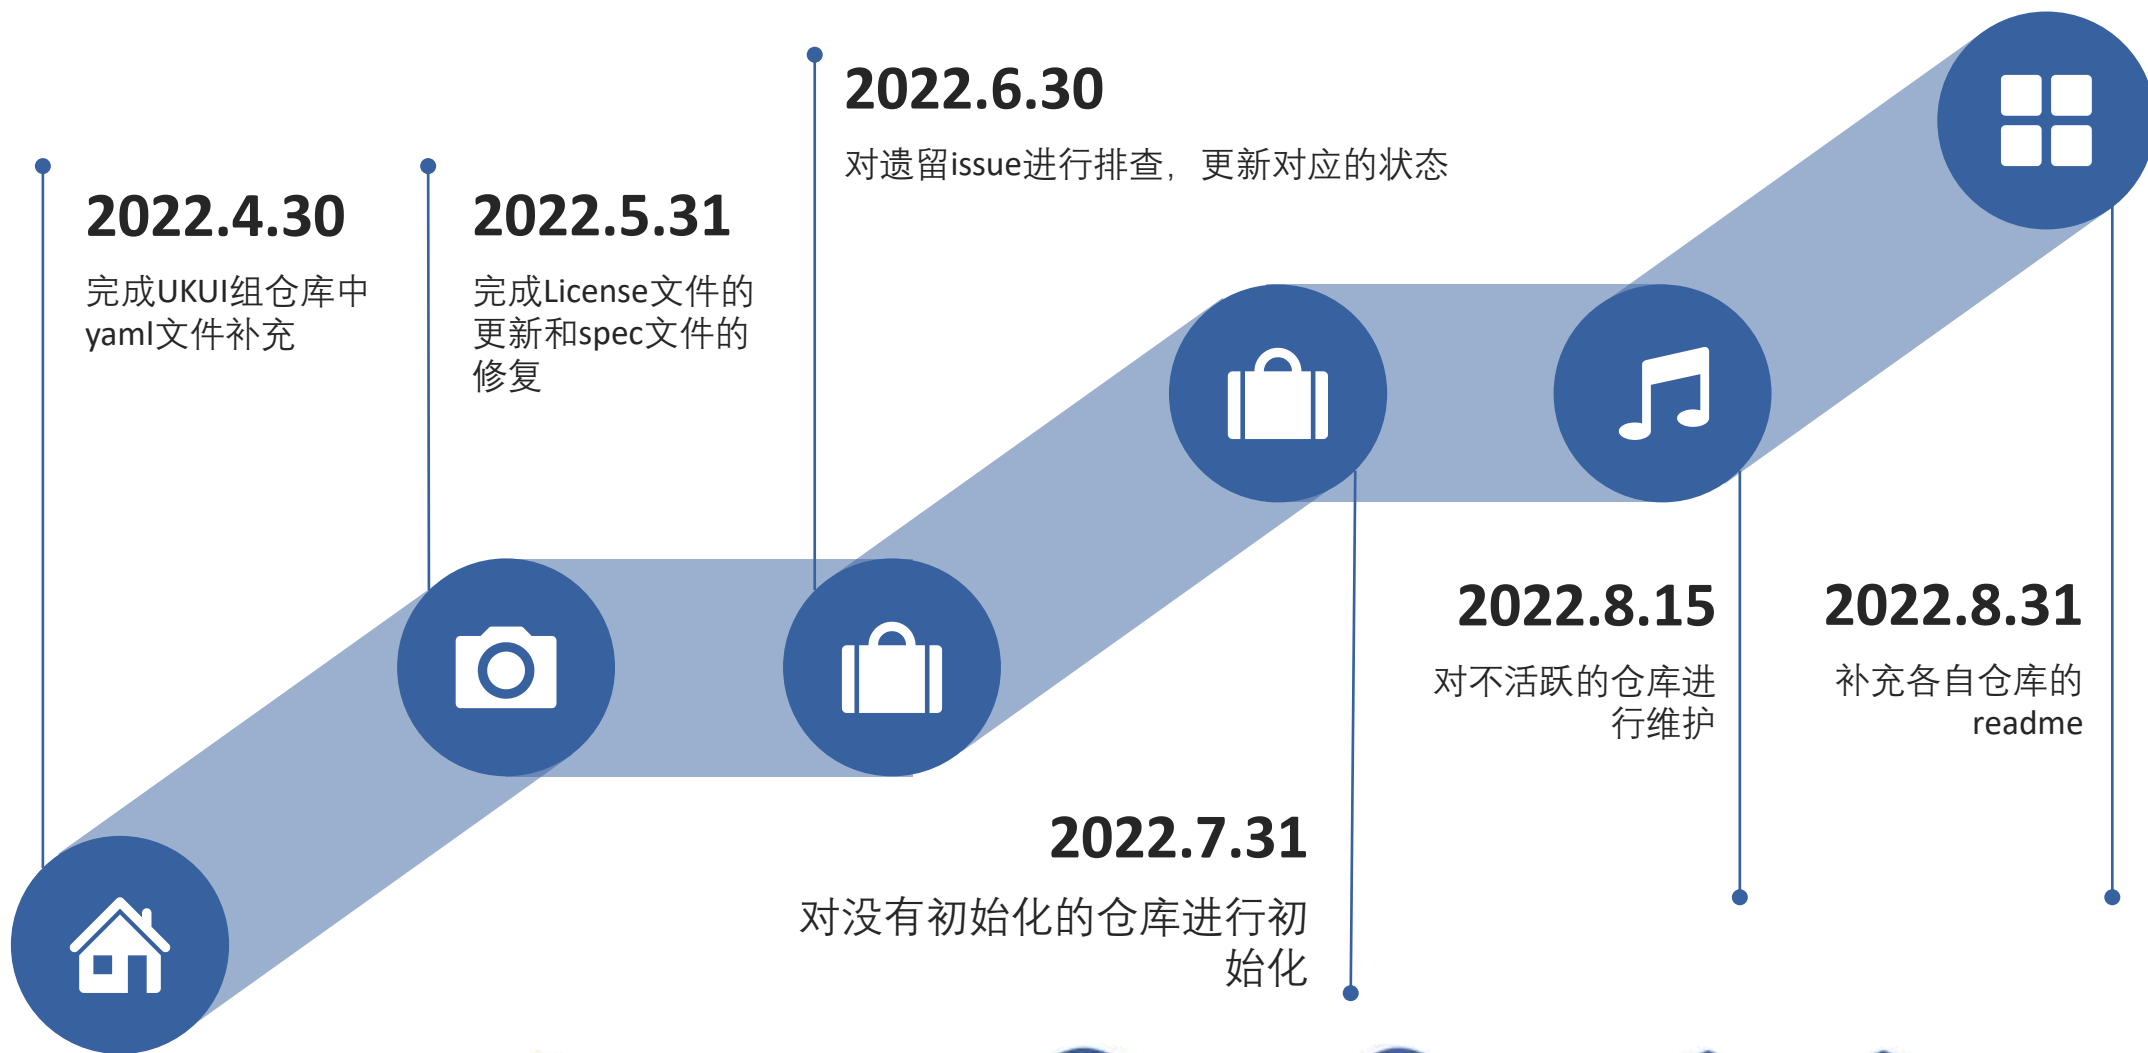 2022.4.30
完成UKUI组仓库中
yaml文件补充
2022.5.31
完成License文件的
更新和spec文件的
修复
2022.6.30
对遗留issue进行排查，更新对应的状态
2022.7.31
对没有初始化的仓库进行初
始化
2022.8.15
对不活跃的仓库进
行维护
2022.8.31
补充各自仓库的
readme